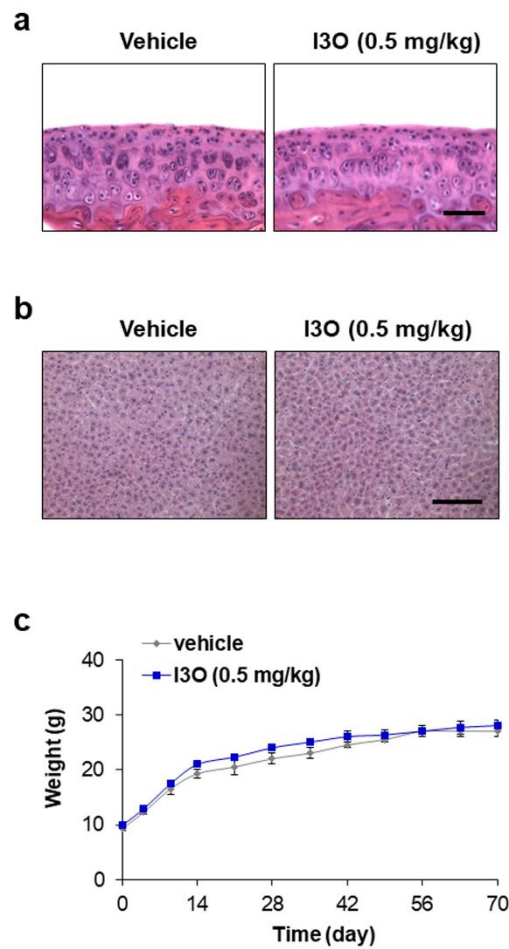 a
Vehicle I3O (0.5 mg/kg)
b
Vehicle I3O (0.5 mg/kg)
c
vehicle
I3O (0.5 mg/kg)
40
30
20
10
0
Weight (g)
0 14 28 42 56 70
Time (day)